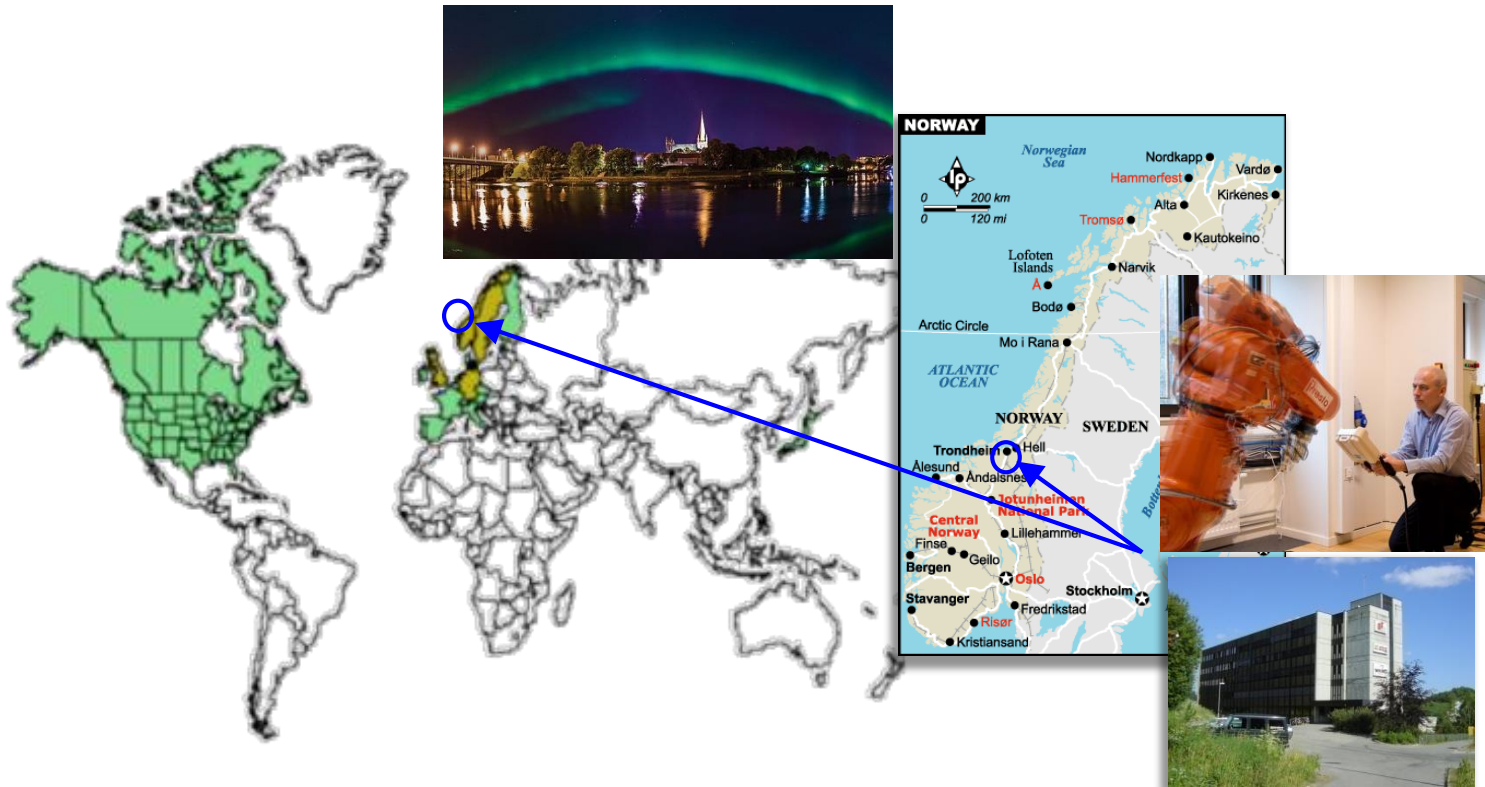 NORWAY
Norwegian
Sea
Nordkapp
Hammerfest
Vardø
Kirkenes
Alta
0 200 km
0 120 mi
Tromsø
Kautokeino
Lofoten
Islands
Narvik
Å
Bodø
Arctic Circle
Mo i Rana
ATLANTIC
OCEAN
NORWAY
SWEDEN
Trondheim
Hell
Ålesund
Åndalsnes
Jotunheimen
National Park
Central
Norway
Lillehammer
Finse
Geilo
Bergen
Oslo
Stockholm
Stavanger
Fredrikstad
Risør
Kristiansand